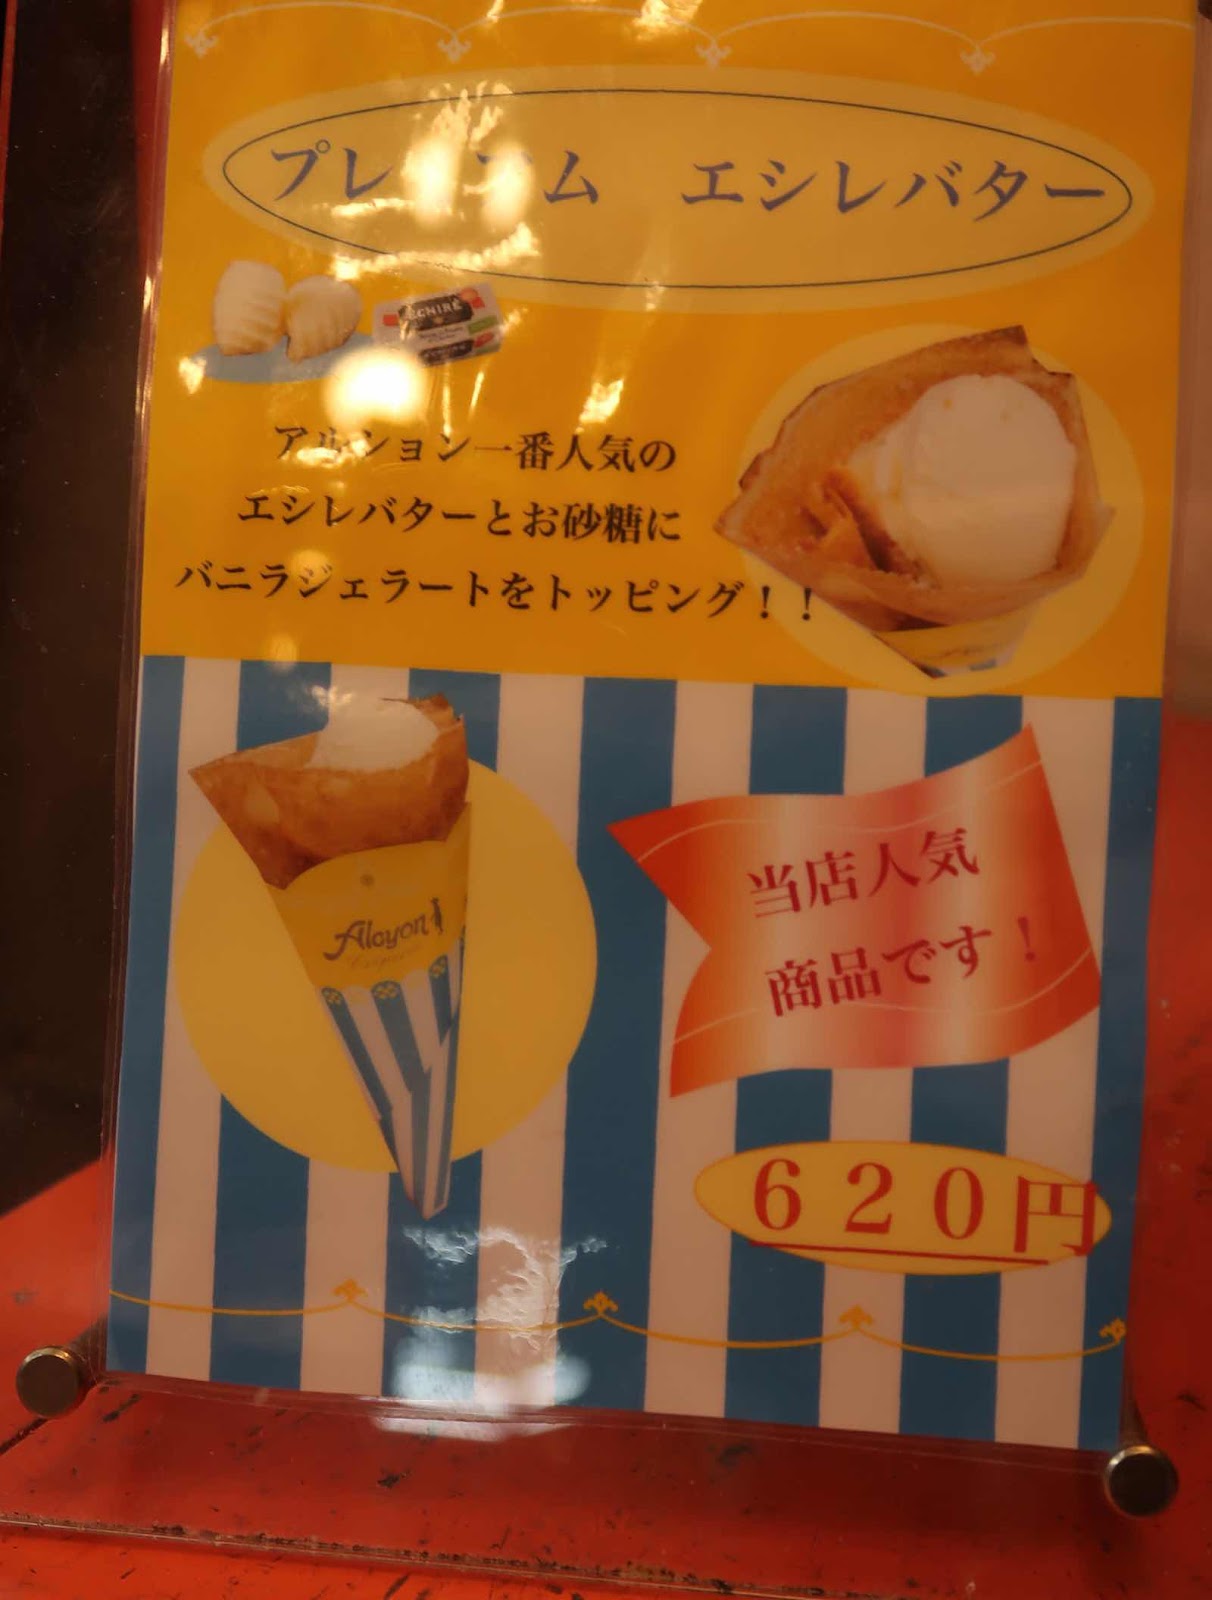 プレミアム　エシレバター
ECHIRÉ
アルション一番人気の
エシレバターとお砂糖に
バニラジェラートをトッピング！！
Alcyon
当店人気
商品です！
６２０円